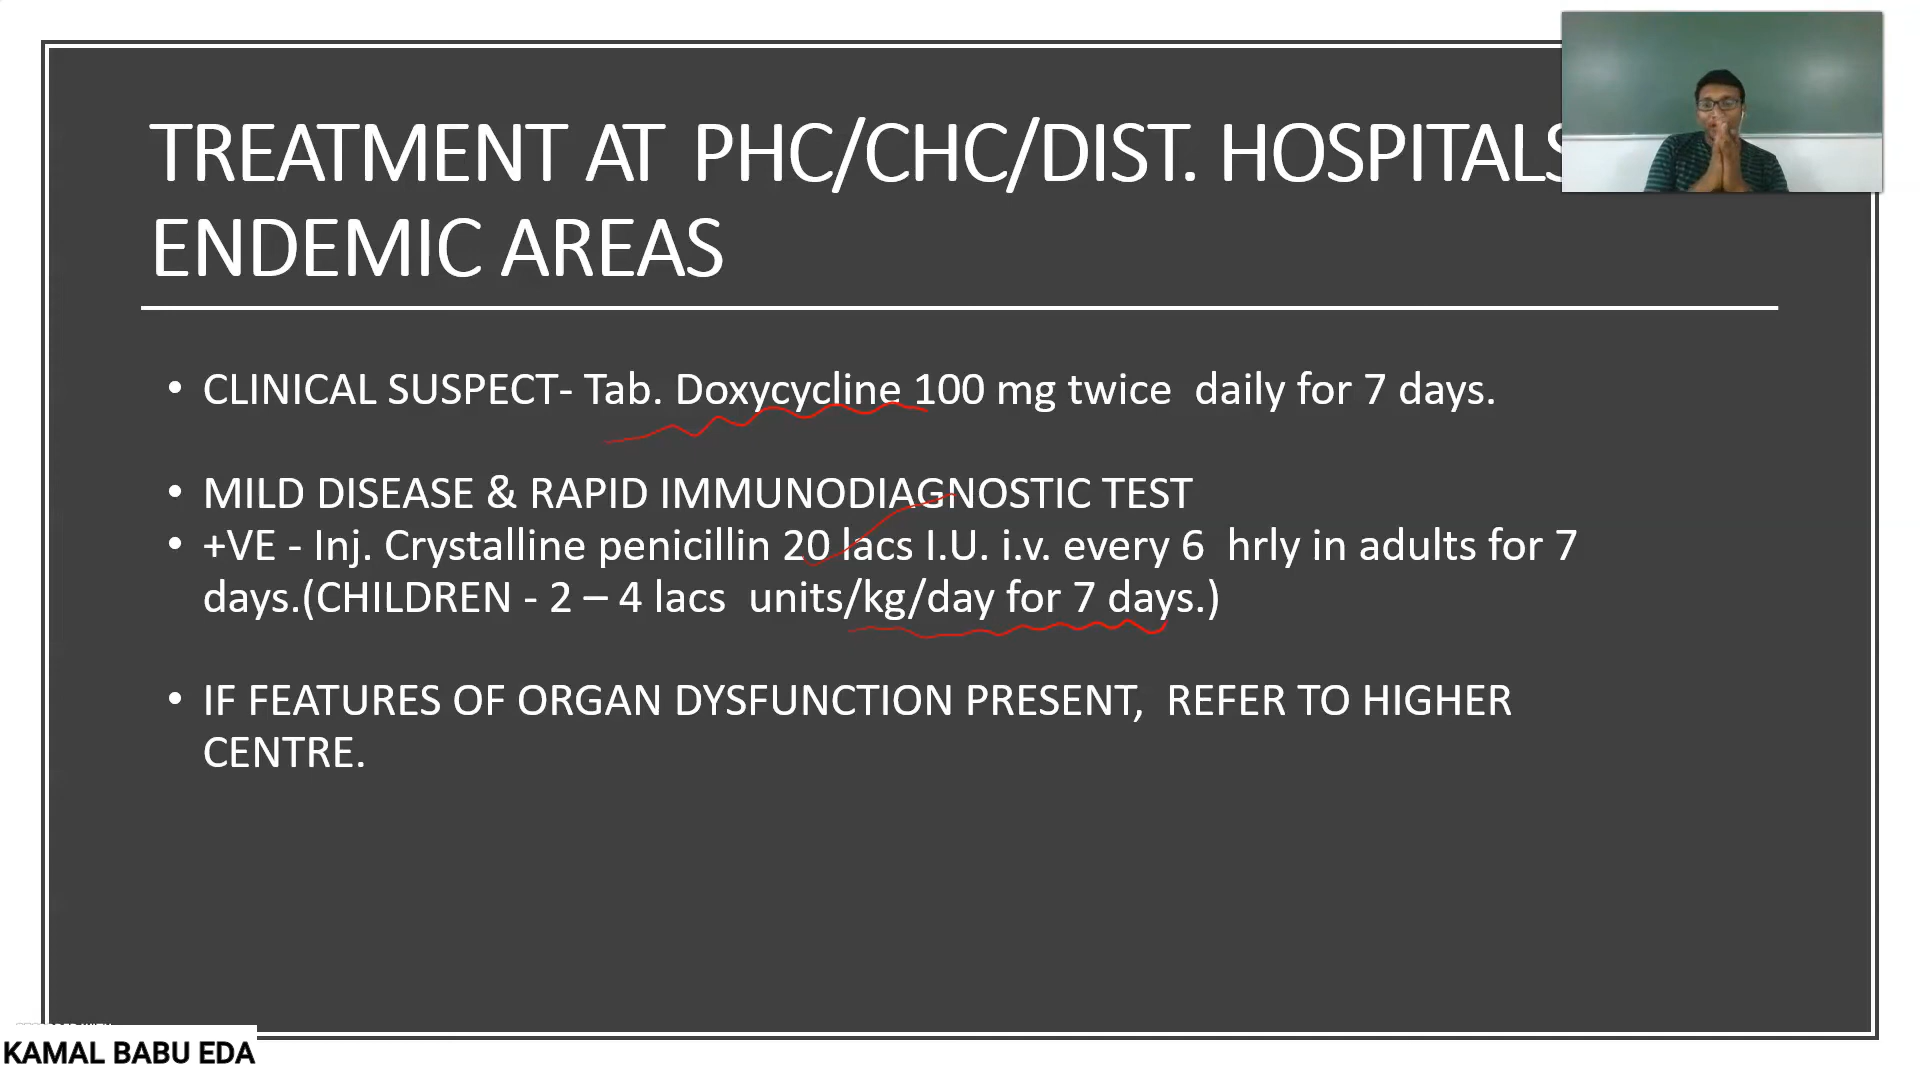 TREATMENT AT PHC/CHC/DIST. HOSPITALS
ENDEMIC AREAS
• CLINICAL SUSPECT- Tab. Doxycycline 100 mg twice daily for 7 days.
• MILD DISEASE & RAPID IMMUNODIAGNOSTIC TEST
• +VE - Inj. Crystalline penicillin 20 lacs I.U. i.v. every 6 hrly in adults for 7
days.(CHILDREN - 2 – 4 lacs units/kg/day for 7 days.)
• IF FEATURES OF ORGAN DYSFUNCTION PRESENT, REFER TO HIGHER
CENTRE.
KAMAL BABU EDA